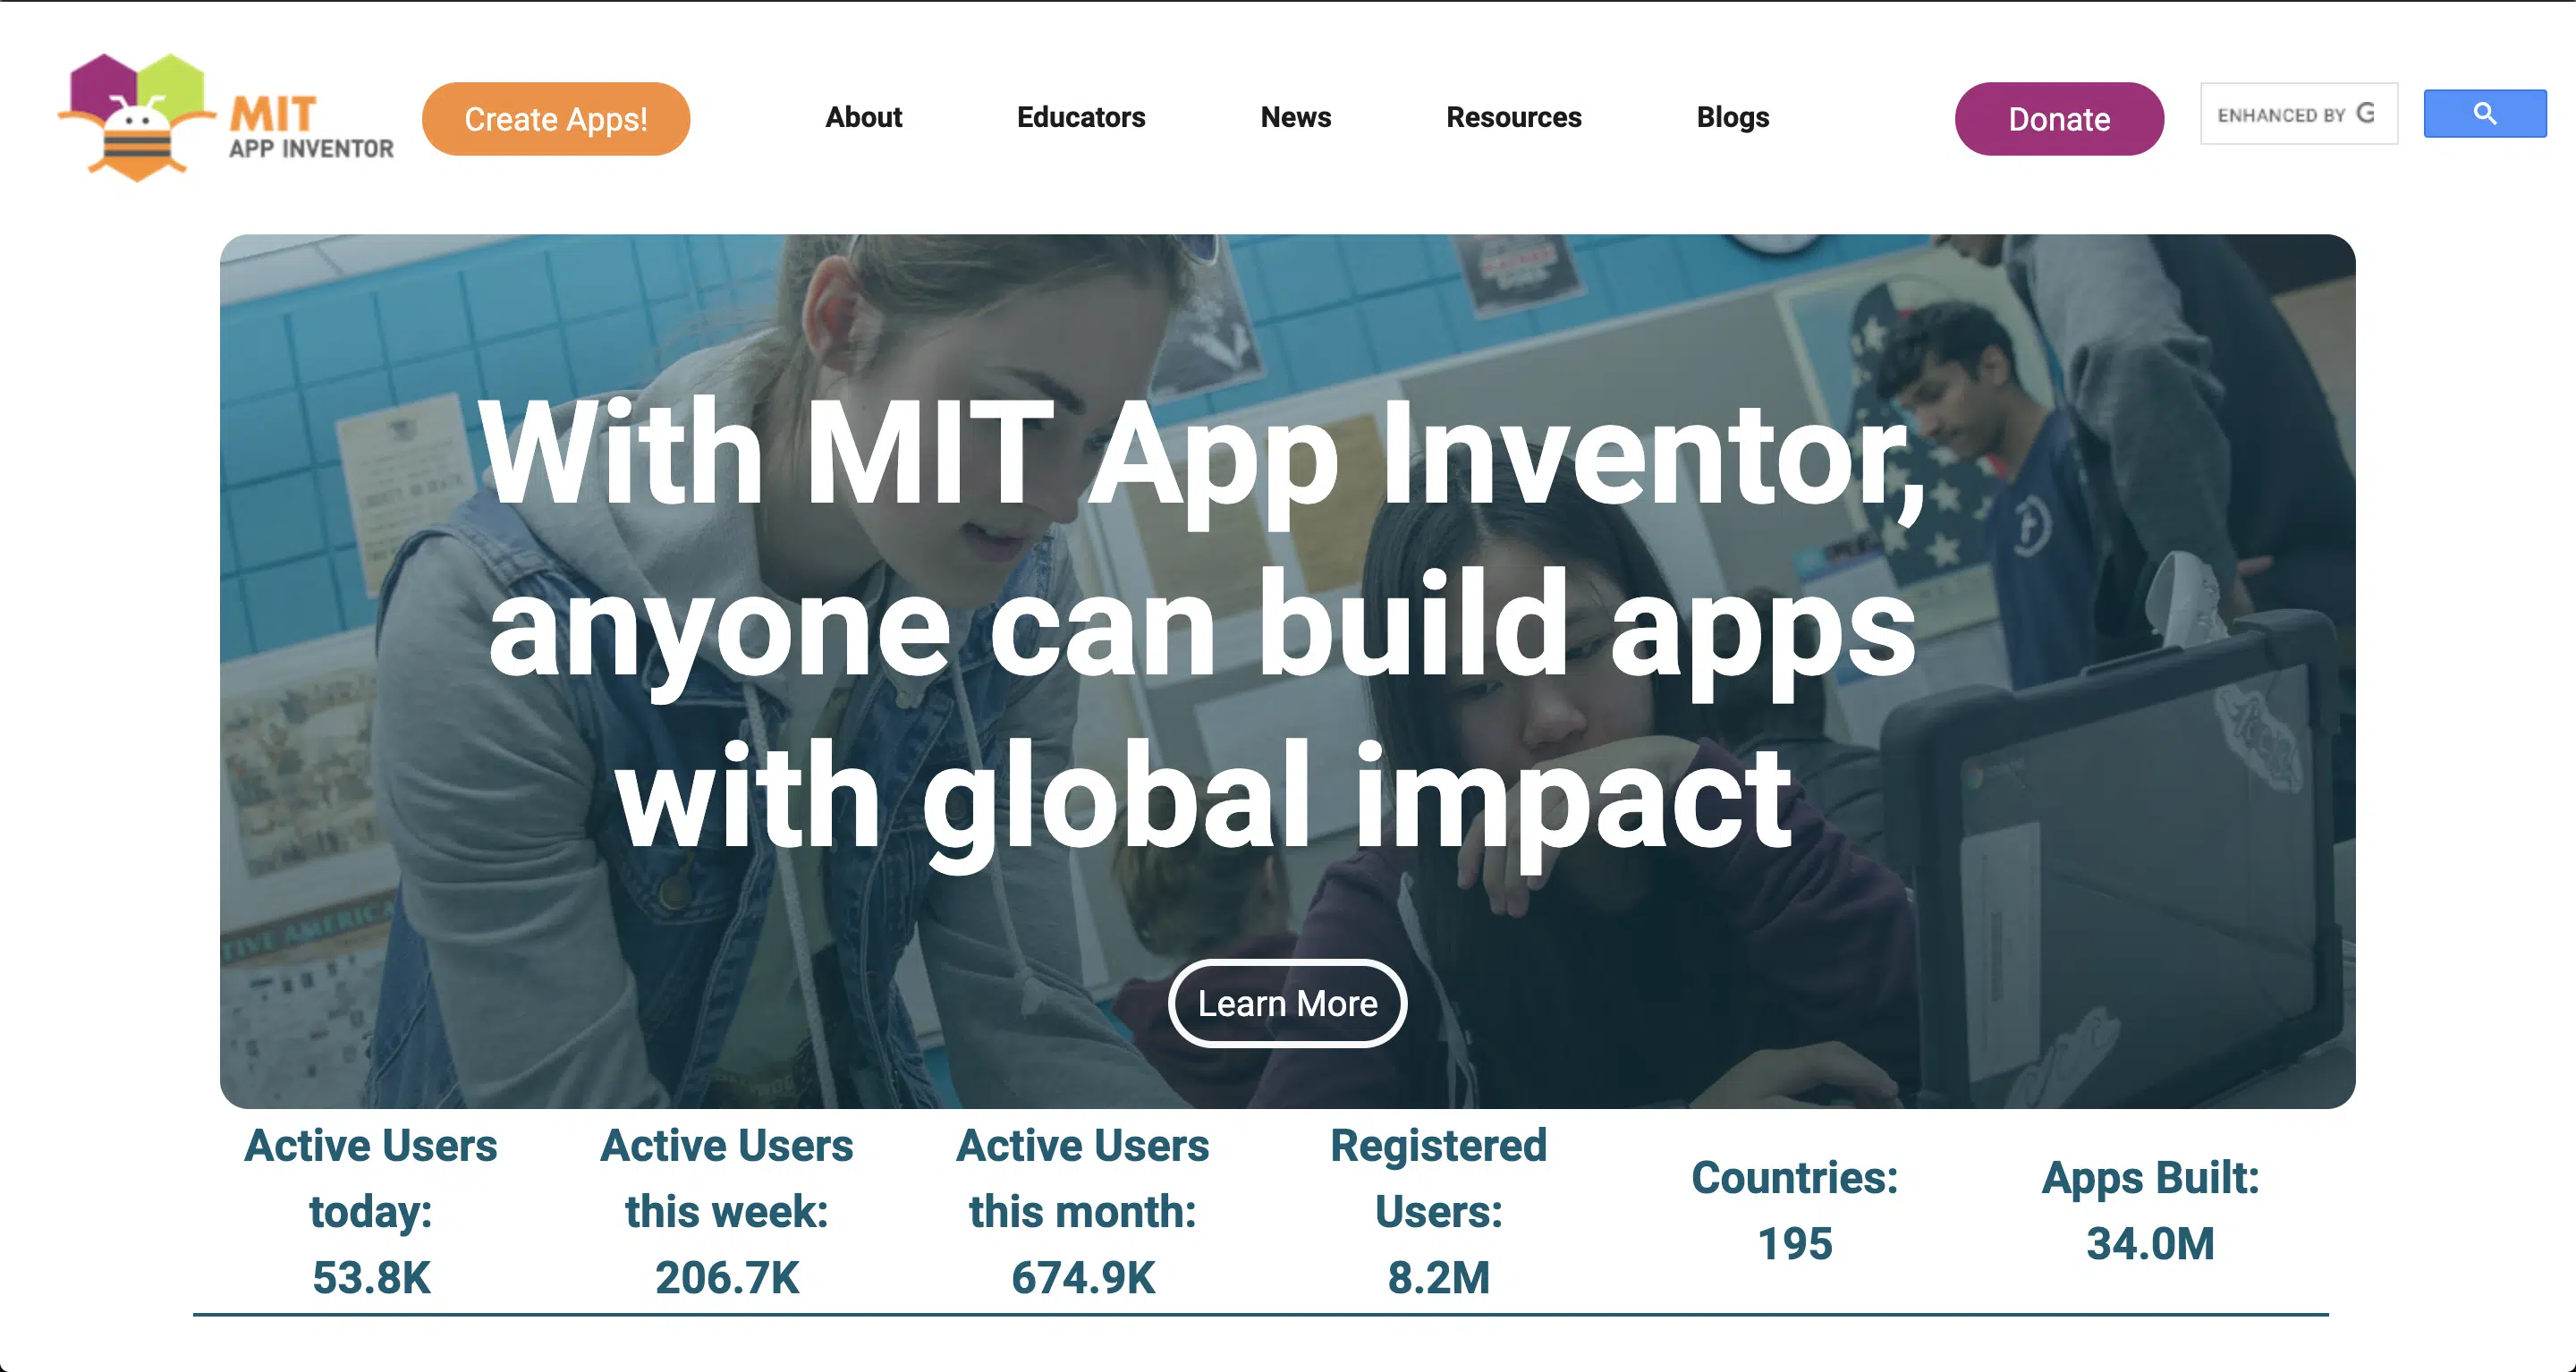 MIT
APP INVENTOR
Create Apps!
About
Educators
News
Resources
Blogs
Donate
ENHANCED BY G
With MIT App Inventor,
anyone can build apps
with global impact
Learn More
TIVE AMERICA
Active Users
today:
53.8K
Active Users
this week:
206.7K
Active Users
this month:
674.9K
Registered
Users:
8.2M
Countries:
195
Apps Built:
34.0M